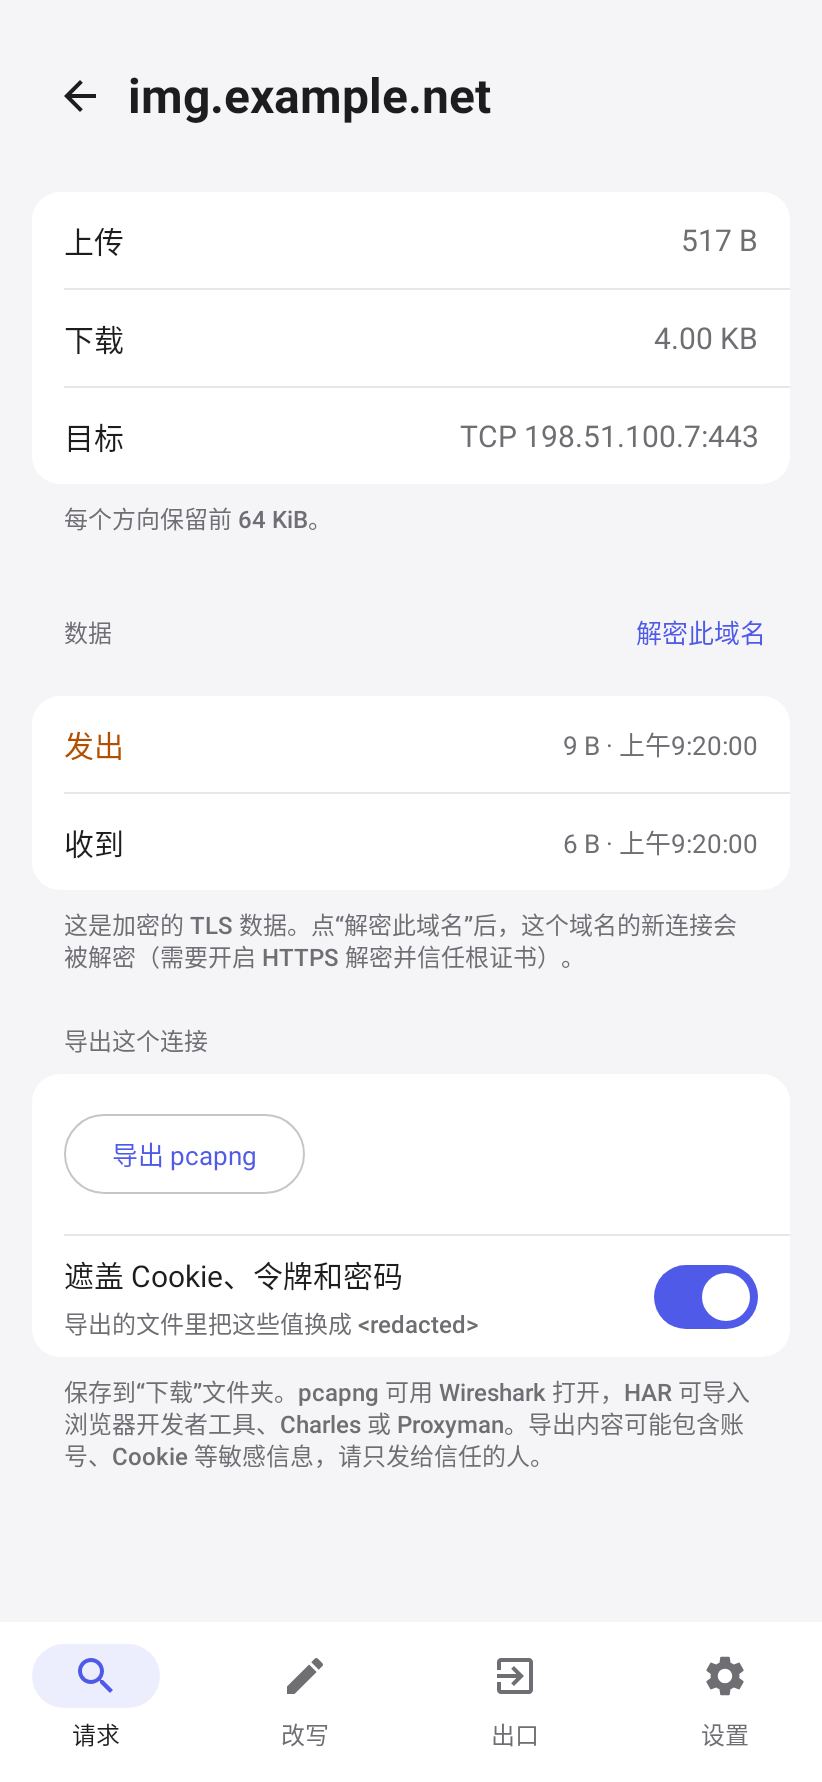 img.example.net
上传 517 B
下载 4.00 KB
目标 TCP 198.51.100.7:443
每个方向保留前 64 KiB。
数据 解密此域名
发出 9 B · 上午9:20:00
收到 6 B · 上午9:20:00
这是加密的 TLS 数据。点“解密此域名”后，这个域名的新连接会
被解密（需要开启 HTTPS 解密并信任根证书）。
导出这个连接
导出 pcapng
遮盖 Cookie、令牌和密码
导出的文件里把这些值换成 <redacted>
保存到“下载”文件夹。pcapng 可用 Wireshark 打开，HAR 可导入
浏览器开发者工具、Charles 或 Proxyman。导出内容可能包含账
号、Cookie 等敏感信息，请只发给信任的人。
请求 改写 出口 设置